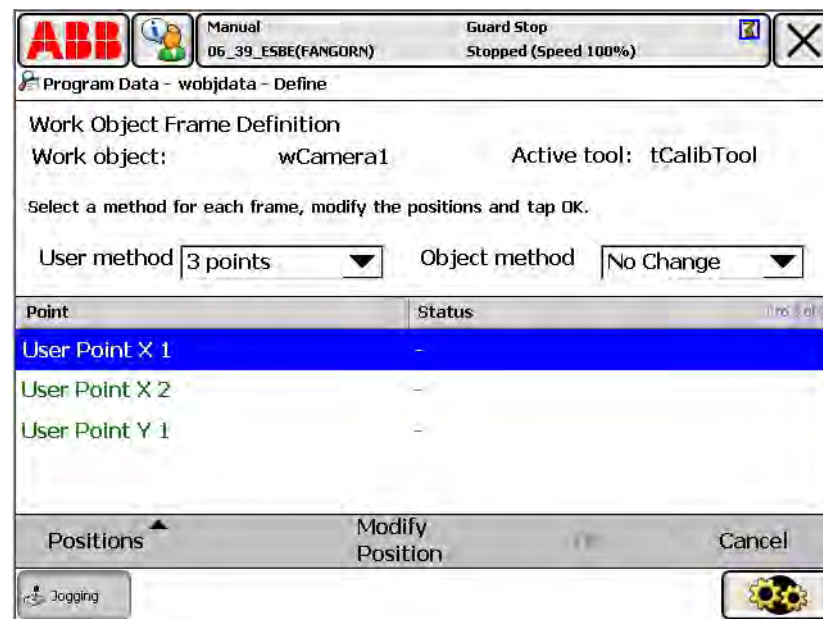 ABB
Manual
06_39_ESBE(FANGORN)
Guard Stop
Stopped (Speed 100%)
Program Data - wobjdata - Define
Work Object Frame Definition
Work object: wCamera1 Active tool: tCalibTool
Select a method for each frame, modify the positions and tap OK.
User method 3 points Object method No Change
Point Status
User Point X 1 -
User Point X 2 -
User Point Y 1 -
Positions Modify Position Cancel
Jogging